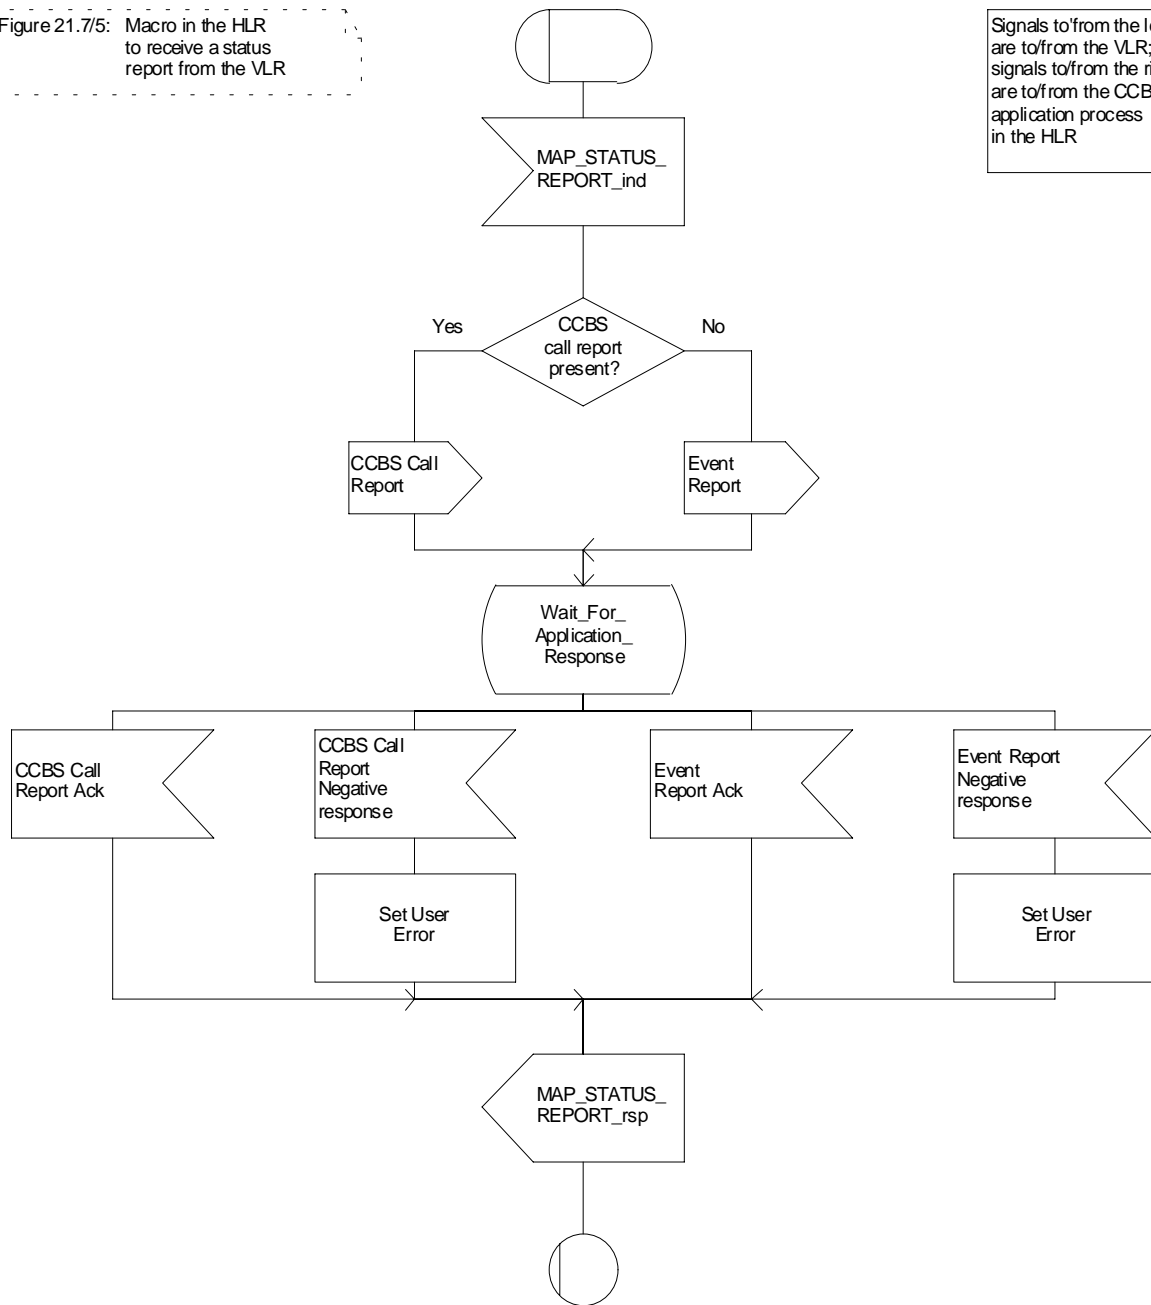 Figure 21.7/5: Macro in the HLR
to receive a status
report from the VLR
Signals to'from the
are to/from the VLR;
signals to/from the
are to/from the
application process
in the HLR
MAP_STATUS_
REPORT_ind
CCBS
call report
present?
Yes
No
CCBS Call
Report
Event
Report
Wait_For_
Application_
Response
CCBS Call
Report Ack
CCBS Call
Report
Negative
response
Event
Report Ack
Event Report
Negative
response
Set User
Error
Set User
Error
MAP_STATUS_
REPORT_rsp